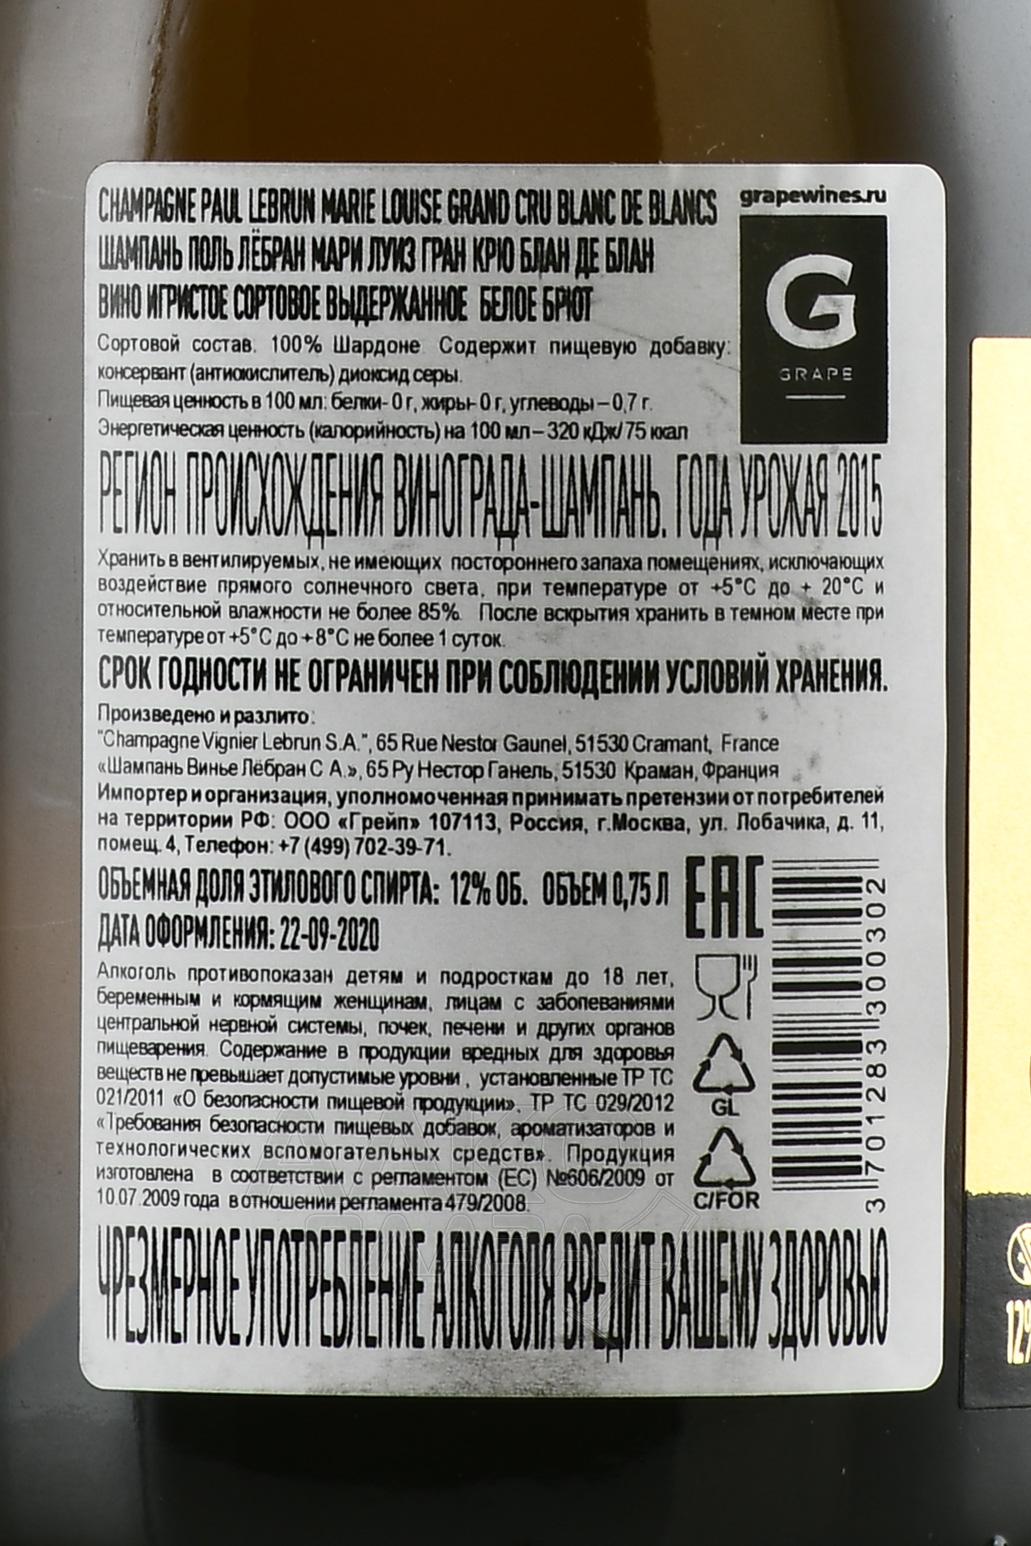 CHAMPAGNE PAUL LEBRUN MARIE LOUISE GRAND CRU BLANC DE BLANCS
ШАМПАНЬ ПОЛЬ ЛЁБРАН МАРИ ЛУИЗ ГРАН КРЮ БЛАН ДЕ БЛАН
ВИНО ИГРИСТОЕ СОРТОВОЕ ВЫДЕРЖАННОЕ БЕЛОЕ БРЮТ
grapewines.ru
G
GRAPE
Сортовой состав: 100% Шардоне Содержит пищевую добавку:
консервант (антиокислитель) диоксид серы.
Пищевая ценность в 100 мл: белки- 0 г, жиры- 0 г, углеводы – 0,7 г.
Энергетическая ценность (калорийность) на 100 мл – 320 кДж/ 75 ккал
РЕГИОН ПРОИСХОЖДЕНИЯ ВИНОГРАДА-ШАМПАНЬ. ГОДА УРОЖАЯ 2015
Хранить в вентилируемых, не имеющих постороннего запаха помещениях, исключающих
воздействие прямого солнечного света, при температуре от +5°С до + 20°С и
относительной влажности не более 85%. После вскрытия хранить в темном месте при
температуре от +5°С до +8°С не более 1 суток.
СРОК ГОДНОСТИ НЕ ОГРАНИЧЕН ПРИ СОБЛЮДЕНИИ УСЛОВИЙ ХРАНЕНИЯ.
Произведено и разлито:
"Champagne Vignier Lebrun S.A.", 65 Rue Nestor Gaunel, 51530 Cramant, France
«Шампань Винье Лёбран С.А.», 65 Ру Нестор Ганель, 51530 Краман, Франция
Импортер и организация, уполномоченная принимать претензии от потребителей
на территории РФ: ООО «Грейп» 107113, Россия, г.Москва, ул. Лобачика, д. 11,
помещ. 4, Телефон: +7 (499) 702-39-71.
ОБЪЕМНАЯ ДОЛЯ ЭТИЛОВОГО СПИРТА: 12% ОБ. ОБЪЕМ 0,75 Л
ДАТА ОФОРМЛЕНИЯ: 22-09-2020
EAC
Алкоголь противопоказан детям и подросткам до 18 лет,
беременным и кормящим женщинам, лицам с заболеваниями
центральной нервной системы, почек, печени и других органов
пищеварения. Содержание в продукции вредных для здоровья
веществ не превышает допустимые уровни , установленные ТР ТС
021/2011 «О безопасности пищевой продукции», ТР ТС 029/2012
«Требования безопасности пищевых добавок, ароматизаторов и
технологических вспомогательных средств». Продукция
изготовлена в соответствии с регламентом (ЕС) №606/2009 от
10.07.2009 года в отношении регламента 479/2008.
GL
C/FOR
3 701283 300302
ЧРЕЗМЕРНОЕ УПОТРЕБЛЕНИЕ АЛКОГОЛЯ ВРЕДИТ ВАШЕМУ ЗДОРОВЬЮ